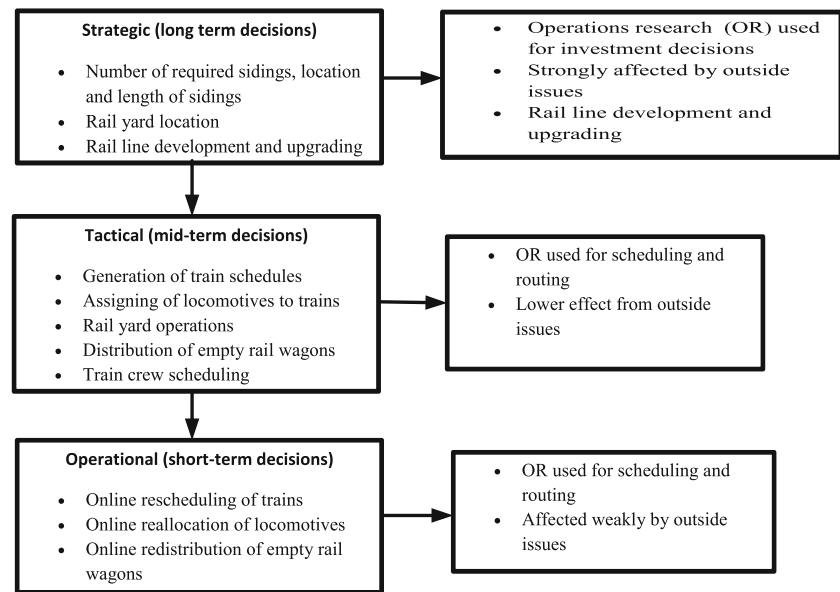 Strategic (long term decisions)
• Number of required sidings, location
and length of sidings
• Rail yard location
• Rail line development and upgrading
• Operations research (OR) used
for investment decisions
• Strongly affected by outside
issues
• Rail line development and
upgrading
Tactical (mid-term decisions)
• Generation of train schedules
• Assigning of locomotives to trains
• Rail yard operations
• Distribution of empty rail wagons
• Train crew scheduling
• OR used for scheduling and
routing
• Lower effect from outside
issues
Operational (short-term decisions)
• Online rescheduling of trains
• Online reallocation of locomotives
• Online redistribution of empty rail
wagons
• OR used for scheduling and
routing
• Affected weakly by outside
issues